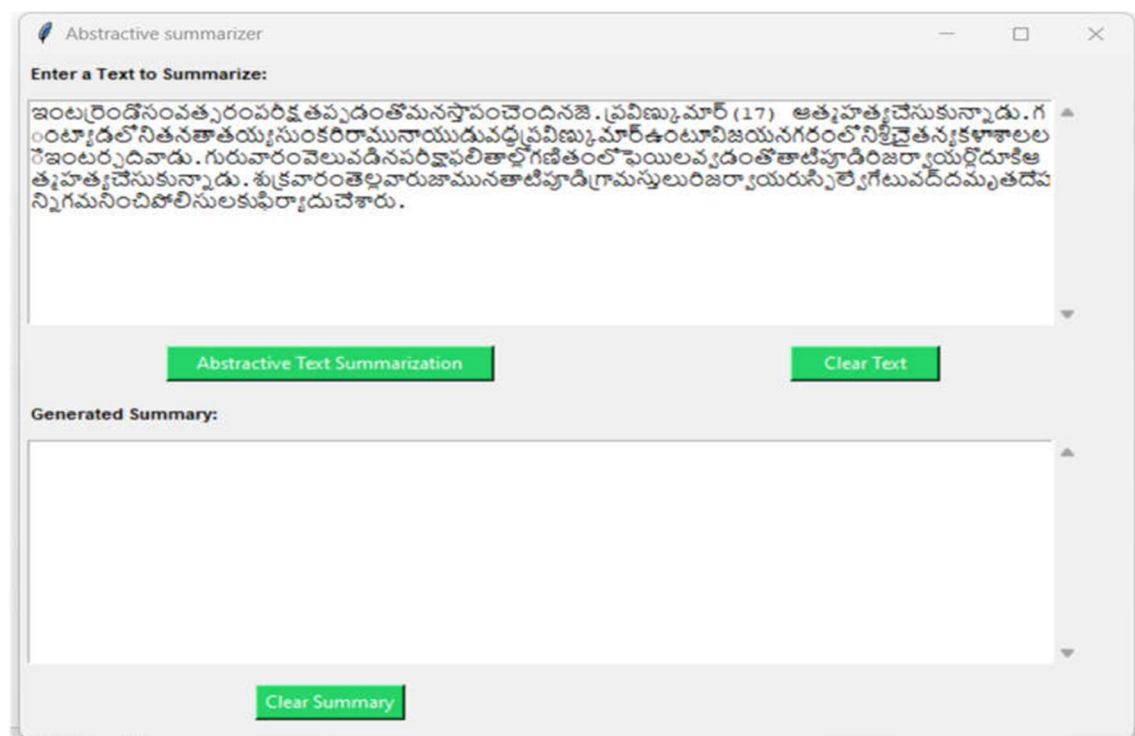 Abstractive summarizer
Enter a Text to Summarize:
ఇంటర్రెండోసంవత్సరంపరీక్షతప్పడంతోమనస్తాపంచెందినజె.ప్రవీణ్కుమార్(17) ఆత్మహత్యచేసుకున్నాడు.గ
ంట్యాడలోనితనతాతయ్యసుంకరిరామునాయుడువద్దప్రవీణ్కుమార్ఉంటూవిజయనగరంలోనిశ్రీచైతన్యకళాశాలల
ోఇంటర్చదివాడు.గురువారంవెలువడినపరీక్షాఫలితాల్లోగణితంలోఫెయిలవ్వడంతోతాటిపూడిరిజర్వాయర్లోదూకిఆ
త్మహత్యచేసుకున్నాడు.శుక్రవారంతెల్లవారుజామునతాటిపూడిగ్రామస్తులురిజర్వాయరుస్పిల్వేగేటువద్దమృతదేహ
న్నిగమనించిపోలీసులకుఫిర్యాదుచేశారు.
Abstractive Text Summarization
Clear Text
Generated Summary:
Clear Summary